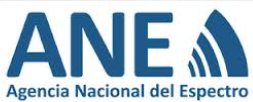 ANE
Agencia Nacional del Espectro